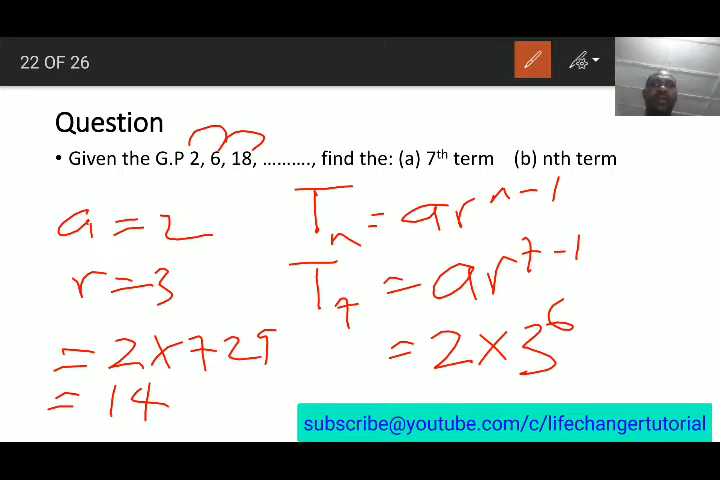 22 OF 26
Question
• Given the G.P 2, 6, 18, .........., find the: (a) 7th term (b) nth term
a = 2
Tn = ar^n-1
r = 3
T7 = ar^7-1
= 2 × 729
= 2 × 3^6
= 14
subscribe@youtube.com/c/lifechangertutorial